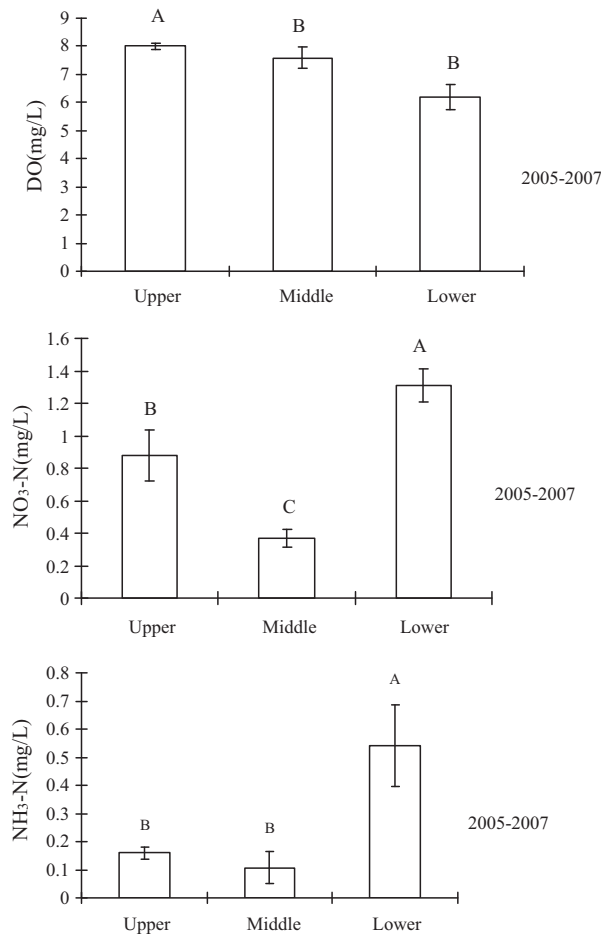 9
8
7
6
5
4
3
2
1
0
DO(mg/L)
A
B
B
2005-2007
Upper Middle Lower
1.6
1.4
1.2
1
0.8
0.6
0.4
0.2
0
NO₃-N(mg/L)
B
C
A
2005-2007
Upper Middle Lower
0.8
0.7
0.6
0.5
0.4
0.3
0.2
0.1
0
NH₃-N(mg/L)
B
B
A
2005-2007
Upper Middle Lower